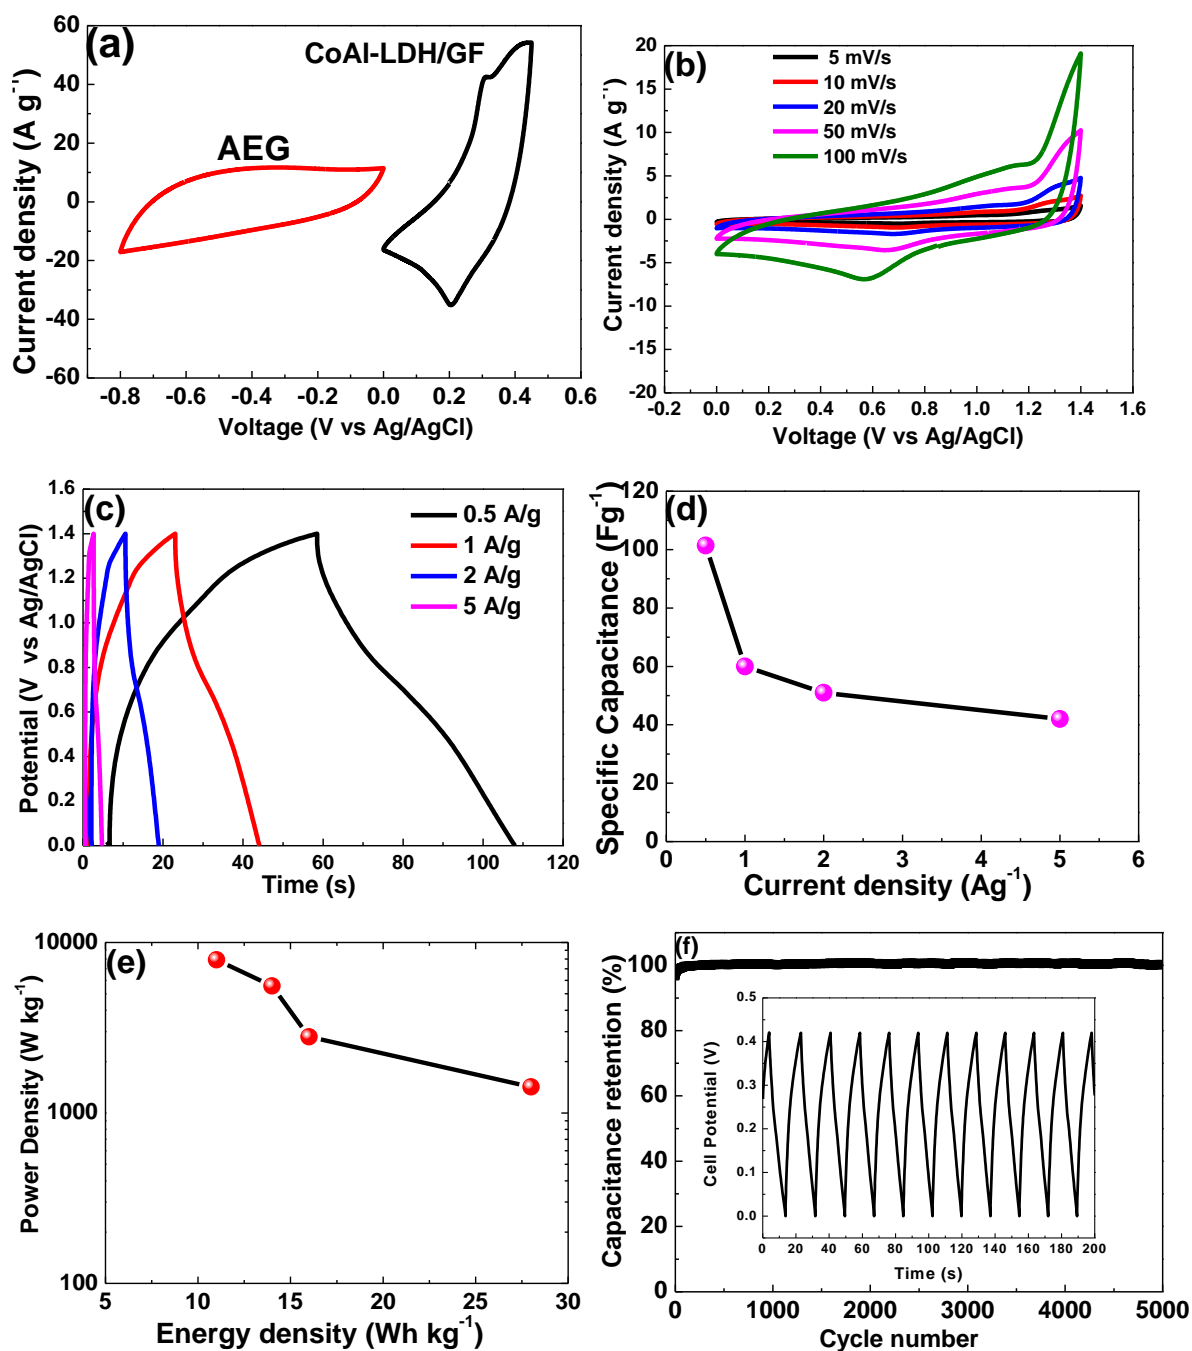 (a)
CoAl-LDH/GF
AEG
Current density (A g⁻¹)
60
40
20
0
-20
-40
-60
-0.8 -0.6 -0.4 -0.2 0.0 0.2 0.4 0.6
Voltage (V vs Ag/AgCl)
(b)
5 mV/s
10 mV/s
20 mV/s
50 mV/s
100 mV/s
Current density (A g⁻¹)
20
15
10
5
0
-5
-10
-15
20
-0.2 0.0 0.2 0.4 0.6 0.8 1.0 1.2 1.4 1.6
Voltage (V vs Ag/AgCl)
(c)
0.5 A/g
1 A/g
2 A/g
5 A/g
Potential (V vs Ag/AgCl)
1.6
1.4
1.2
1.0
0.8
0.6
0.4
0.2
0.0
0 20 40 60 80 100 120
Time (s)
(d)
Specific Capacitance (Fg⁻¹)
120
100
80
60
40
20
0
0 1 2 3 4 5 6
Current density (Ag⁻¹)
(e)
Power Density (W kg⁻¹)
10000
1000
100
5 10 15 20 25 30
Energy density (Wh kg⁻¹)
(f)
Capacitance retention (%)
100
80
60
40
20
0
0 1000 2000 3000 4000 5000
Cycle number
Cell Potential (V)
0.5
0.4
0.3
0.2
0.1
0.0
0 20 40 60 80 100 120 140 160 180 200
Time (s)